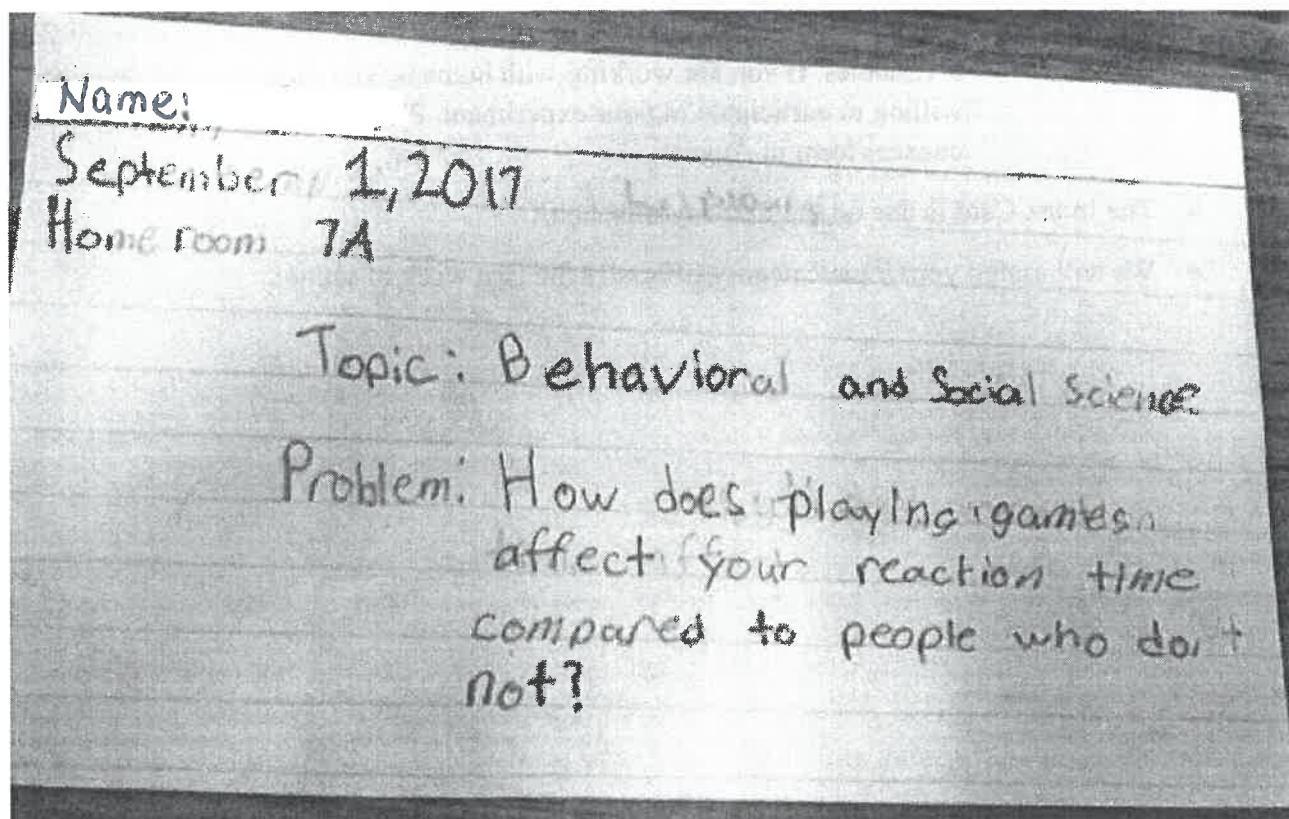 Name:
September 1, 2017
Home room 7A
Topic: Behavioral and Social Science
Problem: How does playing games
affect your reaction time
compared to people who do
not?